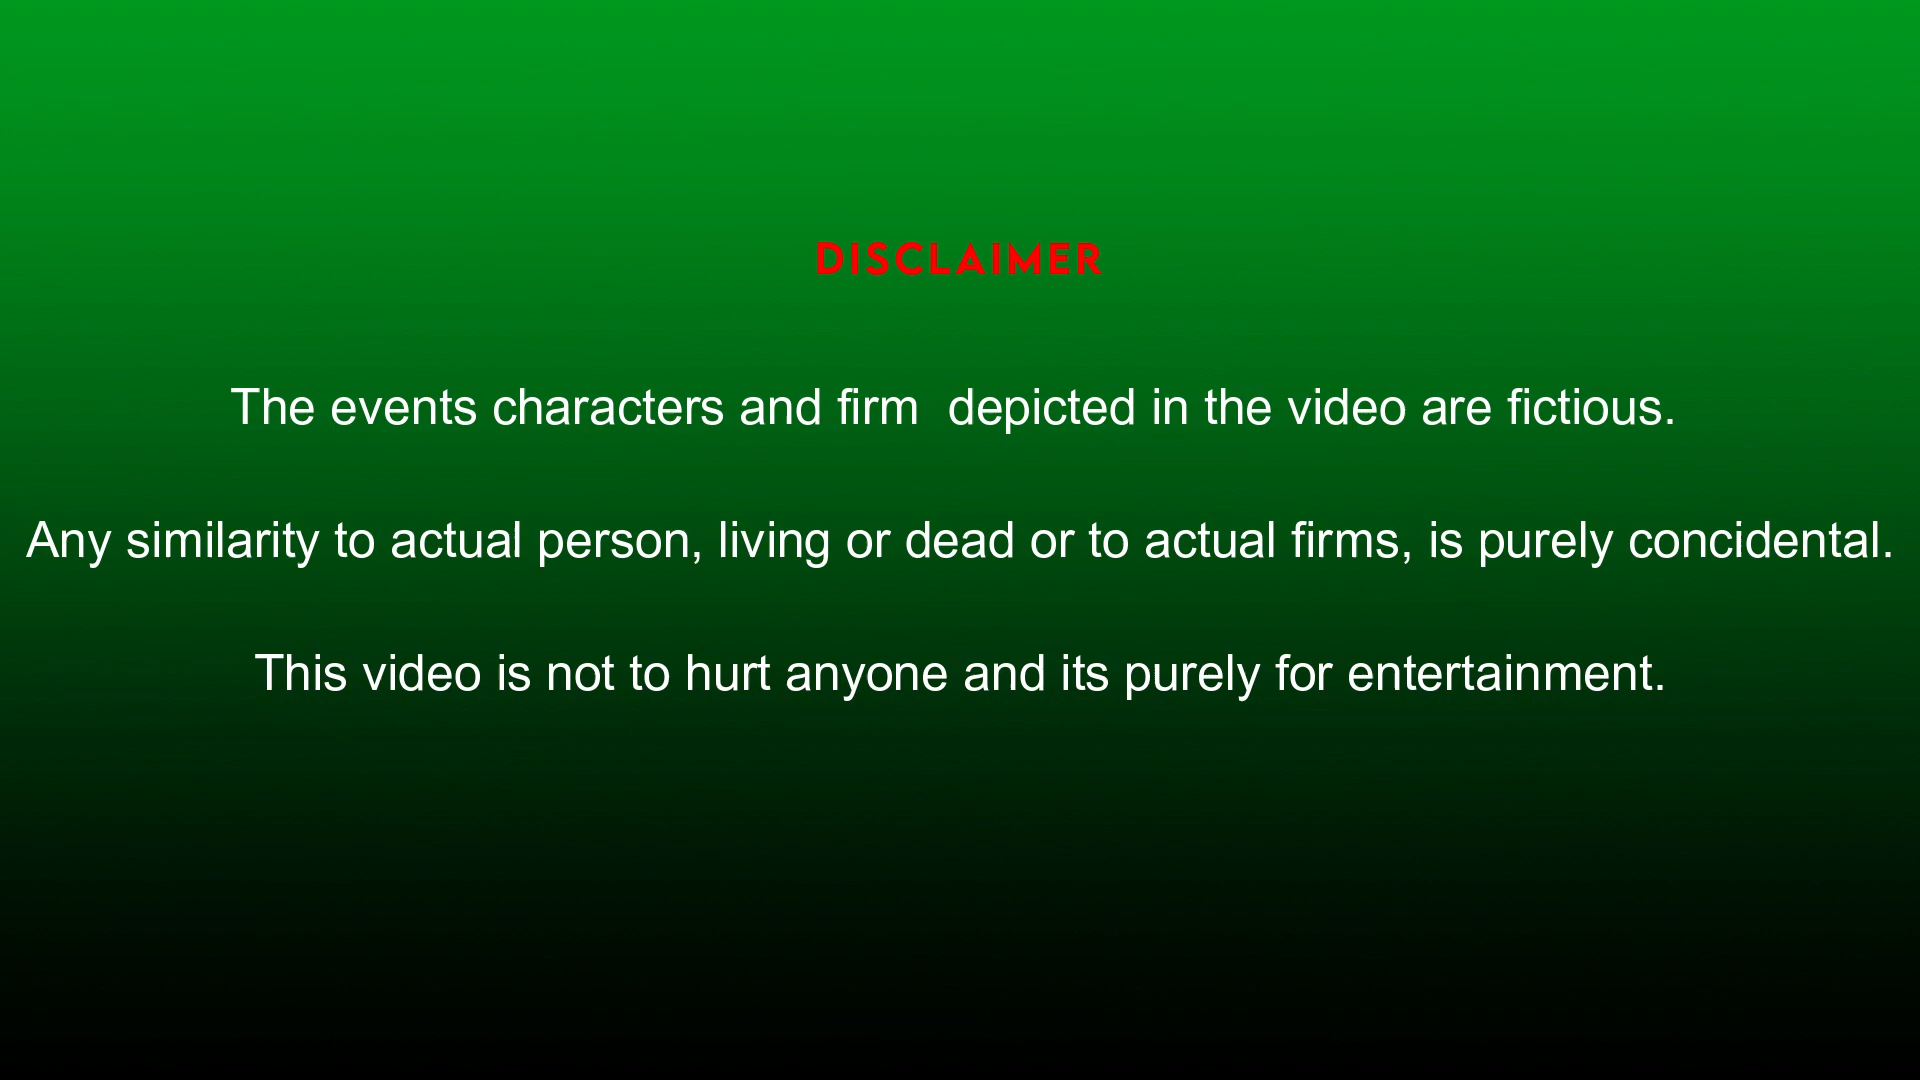 DISCLAIMER
The events characters and firm  depicted in the video are fictious.
Any similarity to actual person, living or dead or to actual firms, is purely concidental.
This video is not to hurt anyone and its purely for entertainment.